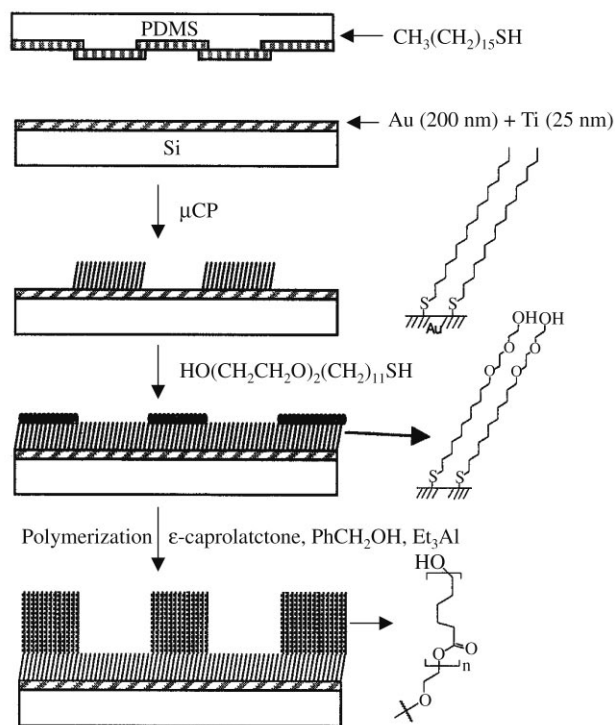 PDMS
CH3(CH2)15SH
Au (200 nm) + Ti (25 nm)
Si
μCP
S S
Au
HO(CH2CH2O)2(CH2)11SH
OHOH
O O
O O
S S
Polymerization ε-caprolatctone, PhCH2OH, Et3Al
HO
O O
n
O